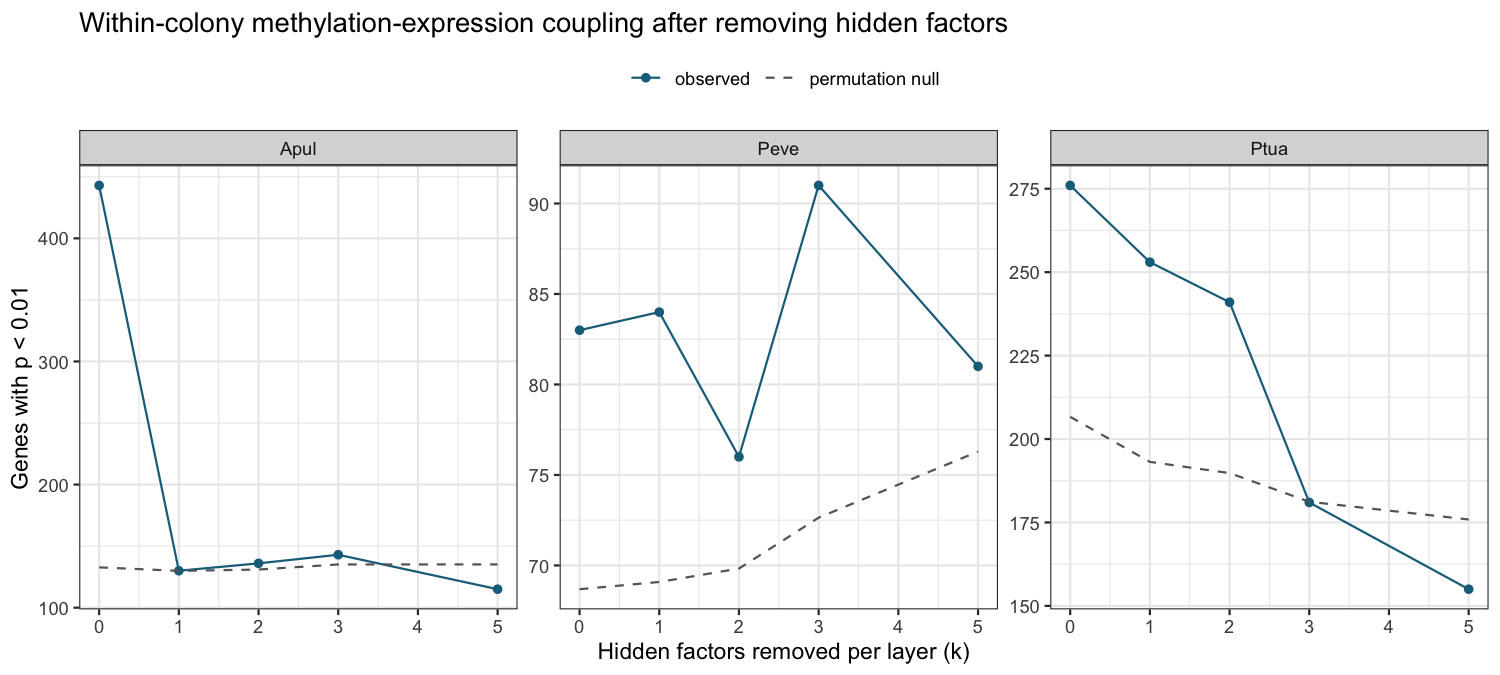 Within-colony methylation-expression coupling after removing hidden factors
observed permutation null
Apul Peve Ptua
Genes with p < 0.01
400
300
200
100
90
85
80
75
70
275
250
225
200
175
150
0 1 2 3 4 5
0 1 2 3 4 5
0 1 2 3 4 5
Hidden factors removed per layer (k)